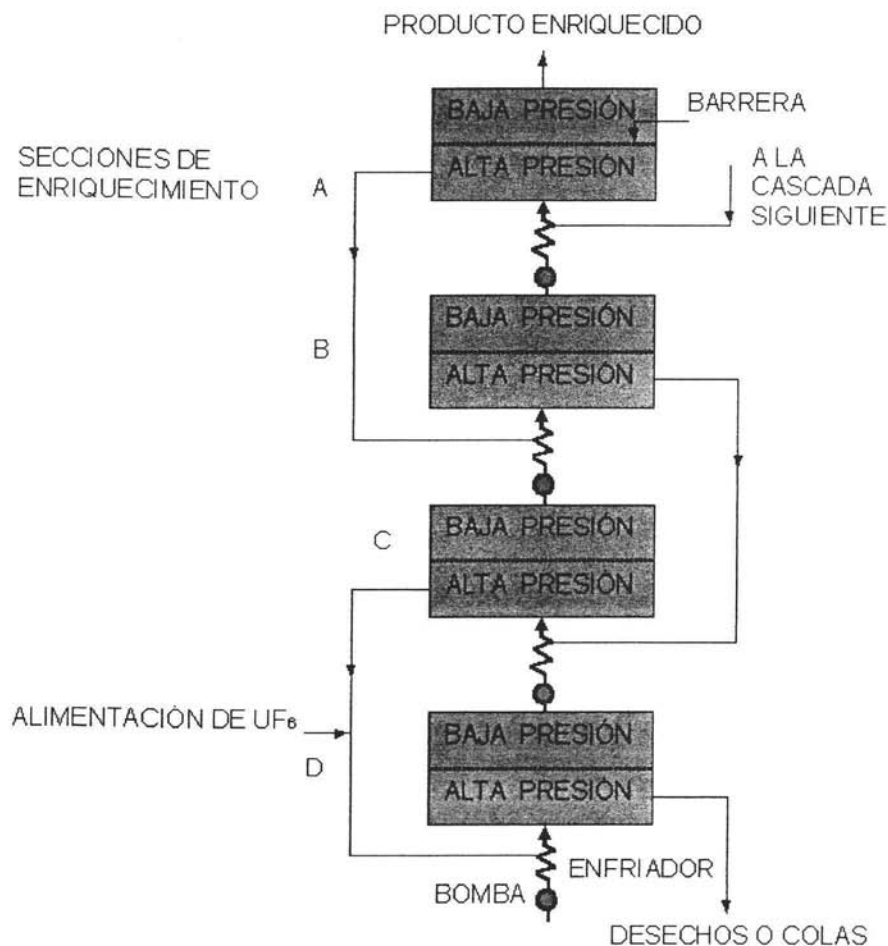 PRODUCTO ENRIQUECIDO
BAJA PRESIÓN
BARRERA
ALTA PRESIÓN
SECCIONES DE
ENRIQUECIMIENTO
A
A LA
CASCADA
SIGUIENTE
BAJA PRESIÓN
B
ALTA PRESIÓN
BAJA PRESIÓN
C
ALTA PRESIÓN
ALIMENTACIÓN DE UF₆
BAJA PRESIÓN
D
ALTA PRESIÓN
ENFRIADOR
BOMBA
DESECHOS O COLAS